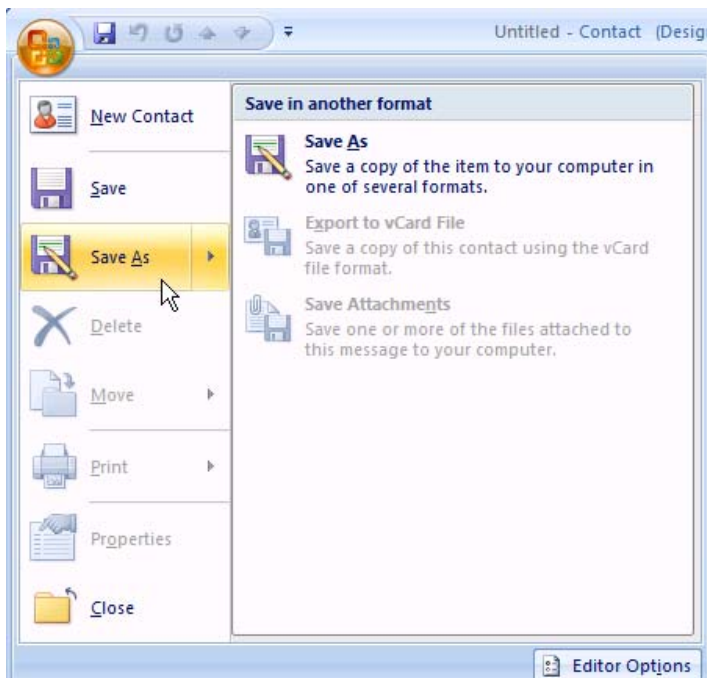 Untitled - Contact (Desig
New Contact
Save
Save As
Delete
Move
Print
Properties
Close
Save in another format
Save As
Save a copy of the item to your computer in
one of several formats.
Export to vCard File
Save a copy of this contact using the vCard
file format.
Save Attachments
Save one or more of the files attached to
this message to your computer.
Editor Options